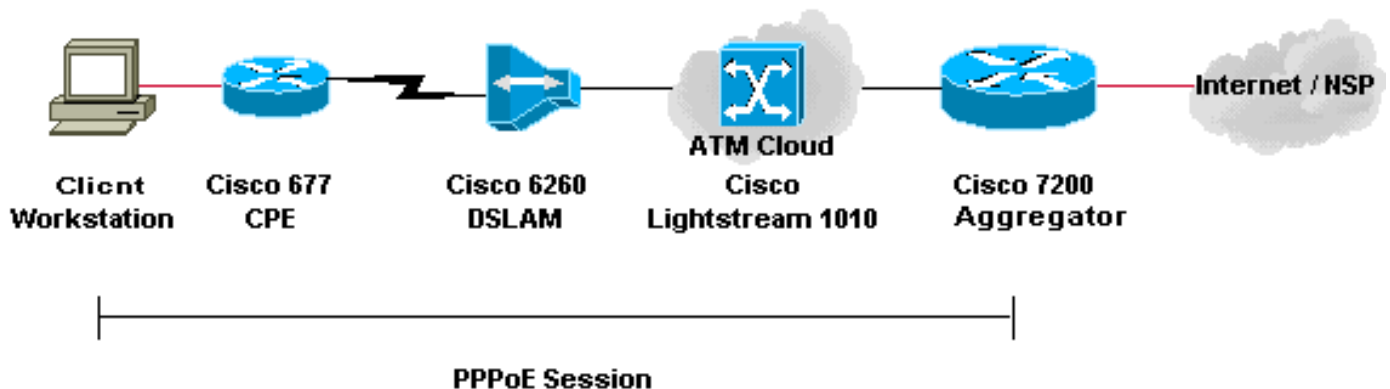 Internet / NSP
ATM Cloud
Client
Workstation
Cisco 677
CPE
Cisco 6260
DSLAM
Cisco
Lightstream 1010
Cisco 7200
Aggregator
PPPoE Session